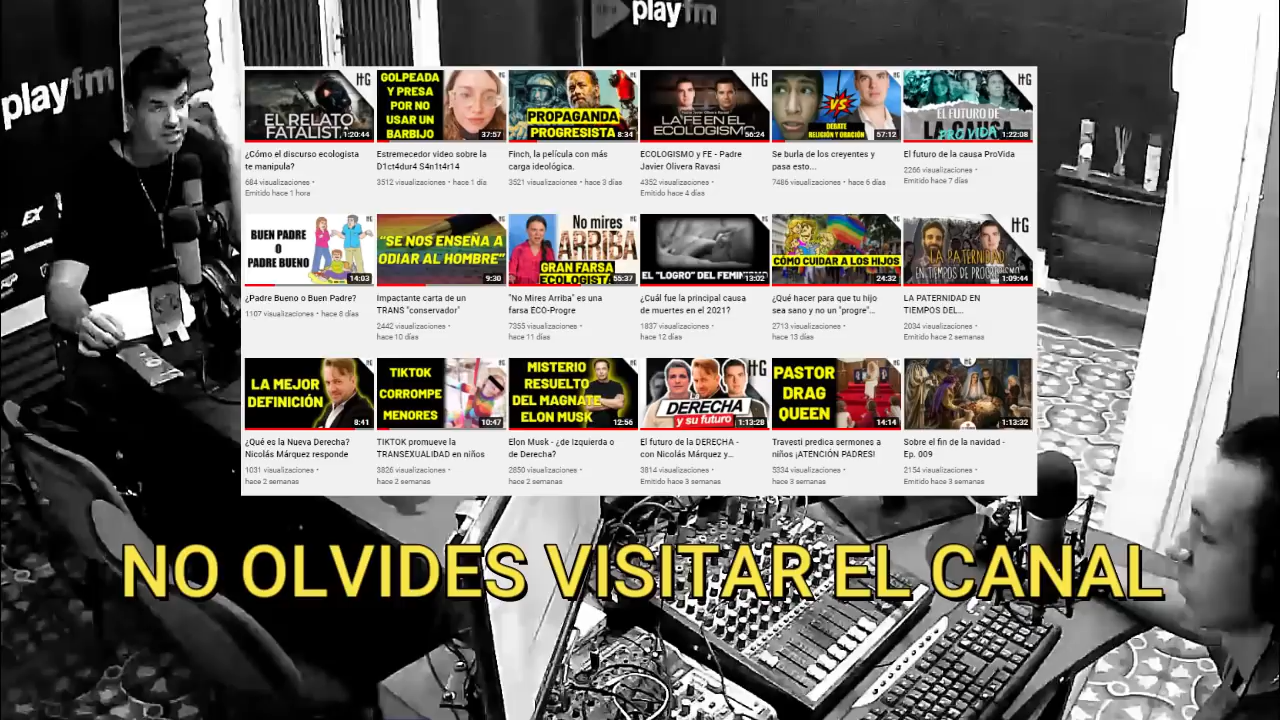 play fm
playfm
EX
HG
EL RELATO
FATALISTA
1:20:44
GOLPEADA
Y PRESA
POR NO
USAR UN
BARBIJO
37:57
PROPAGANDA
PROGRESISTA
8:34
HG
LA FE EN EL
ECOLOGISMO
56:24
VS
DEBATE
RELIGIÓN Y ORACIÓN
57:12
HG
EL FUTURO DE
LA CAUSA
PRO VIDA
1:22:08
¿Cómo el discurso ecologista
te manipula?
684 visualizaciones •
Emitido hace 1 hora
Estremecedor video sobre la
D1ct4dur4 S4n1t4r14
3512 visualizaciones • hace 1 día
Finch, la película con más
carga ideológica.
3521 visualizaciones • hace 3 días
ECOLOGISMO y FE - Padre
Javier Olivera Ravasi
4352 visualizaciones •
Emitido hace 4 días
Se burla de los creyentes y
pasa esto...
7486 visualizaciones • hace 6 días
El futuro de la causa ProVida
2266 visualizaciones •
Emitido hace 7 días
BUEN PADRE
O
PADRE BUENO
14:03
“SE NOS ENSEÑA A
ODIAR AL HOMBRE”
9:30
No mires
ARRIBA
GRAN FARSA
ECOLOGISTA
55:37
EL "LOGRO" DEL FEMINISMO
13:02
CÓMO CUIDAR A LOS HIJOS
24:32
HG
LA PATERNIDAD
EN TIEMPOS DE PROGRESISMO
1:09:44
¿Padre Bueno o Buen Padre?
1107 visualizaciones • hace 8 días
Impactante carta de un
TRANS "conservador"
2442 visualizaciones •
hace 10 días
"No Mires Arriba" es una
farsa ECO-Progre
7355 visualizaciones •
hace 11 días
¿Cuál fue la principal causa
de muertes en el 2021?
1837 visualizaciones •
hace 12 días
¿Qué hacer para que tu hijo
sea sano y no un "progre"...
2713 visualizaciones •
hace 13 días
LA PATERNIDAD EN
TIEMPOS DEL...
2034 visualizaciones •
Emitido hace 2 semanas
LA MEJOR
DEFINICIÓN
8:41
TIKTOK
CORROMPE
MENORES
10:47
MISTERIO
RESUELTO
DEL MAGNATE
ELON MUSK
12:56
HG
DERECHA
y su futuro
1:13:28
PASTOR
DRAG
QUEEN
14:14
1:13:32
¿Qué es la Nueva Derecha?
Nicolás Márquez responde
1031 visualizaciones •
hace 2 semanas
TIKTOK promueve la
TRANSEXUALIDAD en niños
3826 visualizaciones •
hace 2 semanas
Elon Musk - ¿de Izquierda o
de Derecha?
2850 visualizaciones •
hace 2 semanas
El futuro de la DERECHA -
con Nicolás Márquez y...
3814 visualizaciones •
Emitido hace 3 semanas
Travesti predica sermones a
niños ¡ATENCIÓN PADRES!
5334 visualizaciones •
hace 3 semanas
Sobre el fin de la navidad -
Ep. 009
2154 visualizaciones •
Emitido hace 3 semanas
NO OLVIDES VISITAR EL CANAL